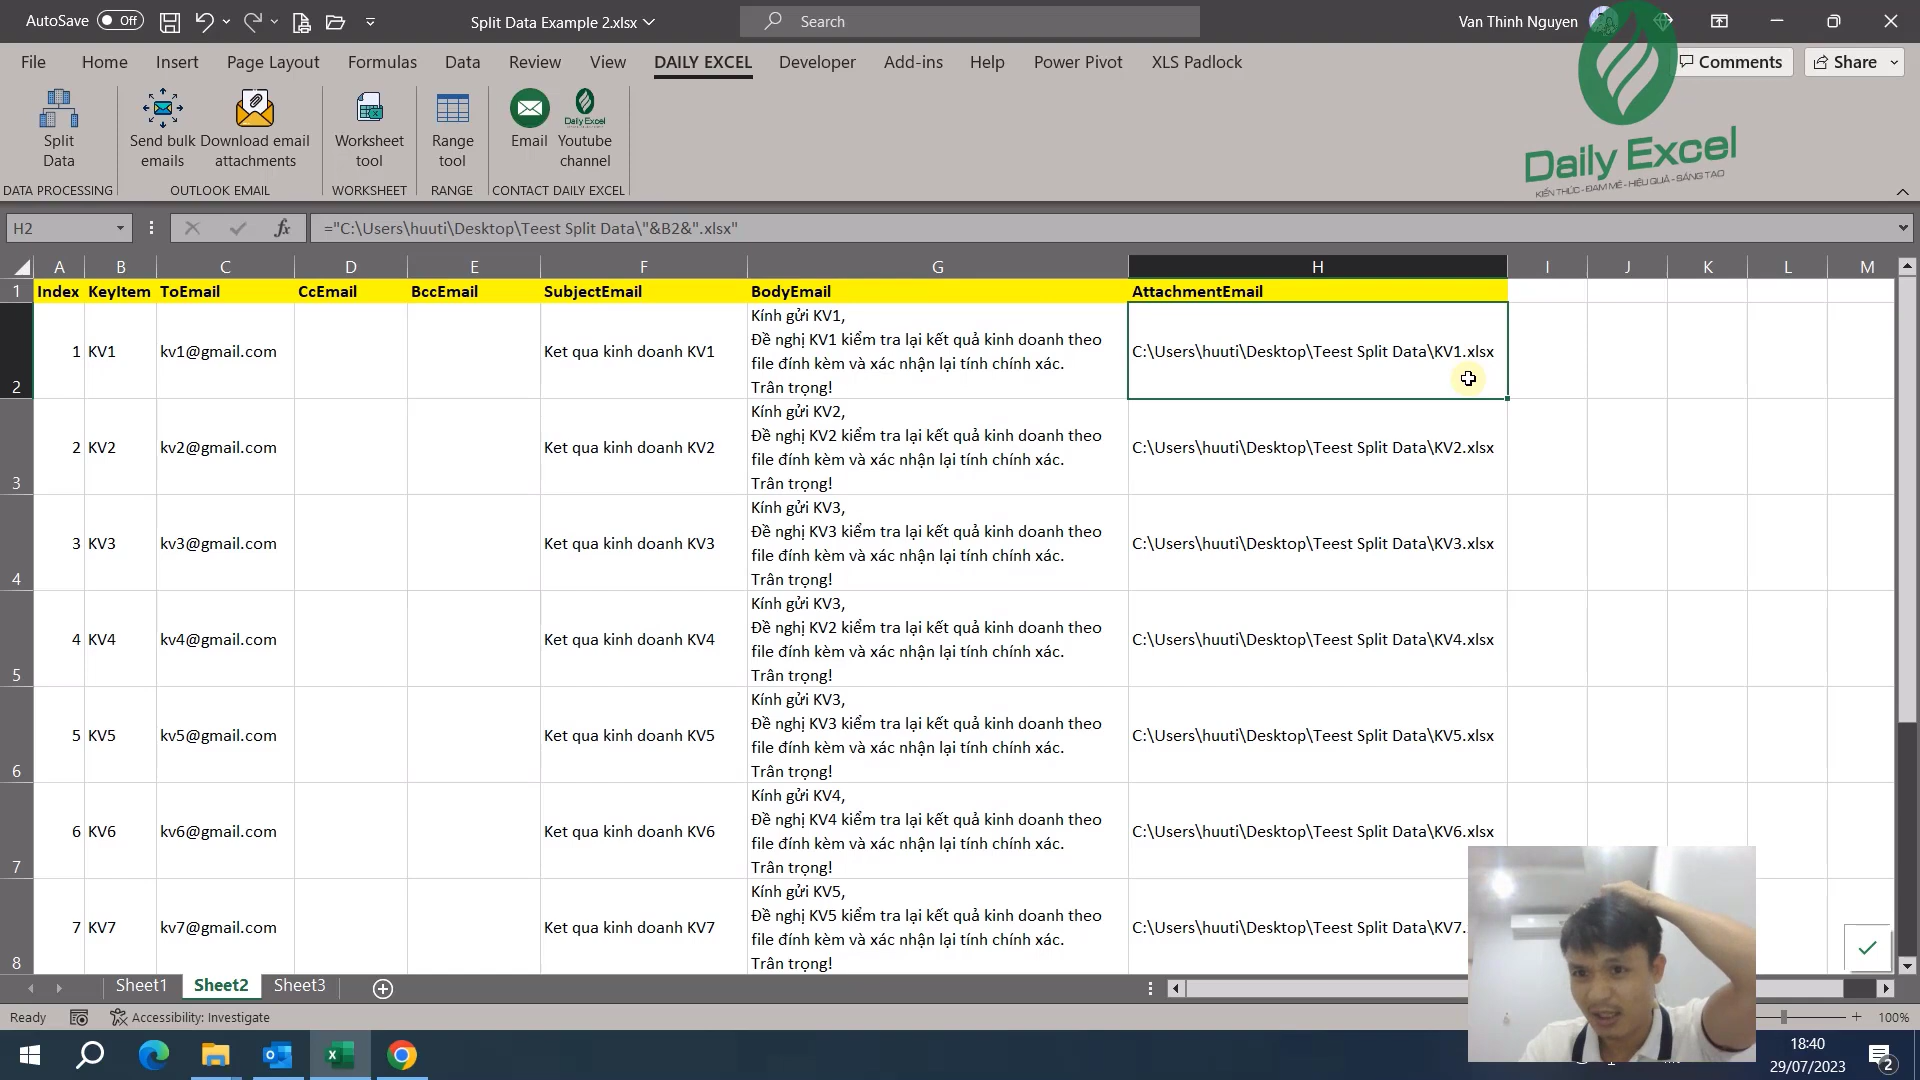 AutoSave Off
Split Data Example 2.xlsx
Search
Van Thinh Nguyen
File Home Insert Page Layout Formulas Data Review View DAILY EXCEL Developer Add-ins Help Power Pivot XLS Padlock
Comments
Share
Split
Data
Send bulk
emails
Download email
attachments
Worksheet
tool
Range
tool
Email
Daily Excel
Youtube
channel
DATA PROCESSING
OUTLOOK EMAIL
WORKSHEET
RANGE
CONTACT DAILY EXCEL
Daily Excel
KIẾN THỨC - ĐAM MÊ - HIỆU QUẢ - SÁNG TẠO
H2
fx
="C:\Users\huuti\Desktop\Teest Split Data\"&B2&".xlsx"
A B C D E F G H I J K L M
1 Index KeyItem ToEmail CcEmail BccEmail SubjectEmail BodyEmail AttachmentEmail
2 1 KV1 kv1@gmail.com Ket qua kinh doanh KV1
Kính gửi KV1,
Đề nghị KV1 kiểm tra lại kết quả kinh doanh theo
file đính kèm và xác nhận lại tính chính xác.
Trân trọng!
C:\Users\huuti\Desktop\Teest Split Data\KV1.xlsx
3 2 KV2 kv2@gmail.com Ket qua kinh doanh KV2
Kính gửi KV2,
Đề nghị KV2 kiểm tra lại kết quả kinh doanh theo
file đính kèm và xác nhận lại tính chính xác.
Trân trọng!
C:\Users\huuti\Desktop\Teest Split Data\KV2.xlsx
4 3 KV3 kv3@gmail.com Ket qua kinh doanh KV3
Kính gửi KV3,
Đề nghị KV3 kiểm tra lại kết quả kinh doanh theo
file đính kèm và xác nhận lại tính chính xác.
Trân trọng!
C:\Users\huuti\Desktop\Teest Split Data\KV3.xlsx
5 4 KV4 kv4@gmail.com Ket qua kinh doanh KV4
Kính gửi KV3,
Đề nghị KV2 kiểm tra lại kết quả kinh doanh theo
file đính kèm và xác nhận lại tính chính xác.
Trân trọng!
C:\Users\huuti\Desktop\Teest Split Data\KV4.xlsx
6 5 KV5 kv5@gmail.com Ket qua kinh doanh KV5
Kính gửi KV3,
Đề nghị KV3 kiểm tra lại kết quả kinh doanh theo
file đính kèm và xác nhận lại tính chính xác.
Trân trọng!
C:\Users\huuti\Desktop\Teest Split Data\KV5.xlsx
7 6 KV6 kv6@gmail.com Ket qua kinh doanh KV6
Kính gửi KV4,
Đề nghị KV4 kiểm tra lại kết quả kinh doanh theo
file đính kèm và xác nhận lại tính chính xác.
Trân trọng!
C:\Users\huuti\Desktop\Teest Split Data\KV6.xlsx
8 7 KV7 kv7@gmail.com Ket qua kinh doanh KV7
Kính gửi KV5,
Đề nghị KV5 kiểm tra lại kết quả kinh doanh theo
file đính kèm và xác nhận lại tính chính xác.
Trân trọng!
C:\Users\huuti\Desktop\Teest Split Data\KV7.
Sheet1 Sheet2 Sheet3
Ready
Accessibility: Investigate
100%
18:40
29/07/2023
2